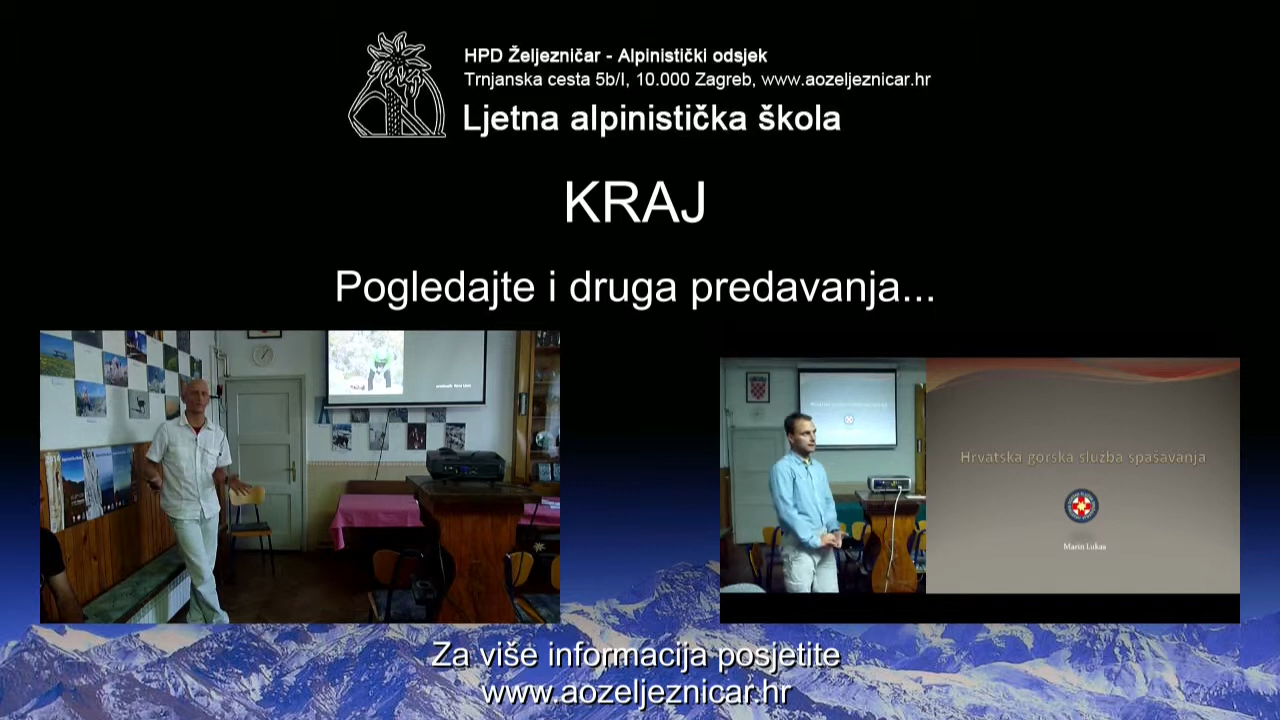 HPD Željezničar - Alpinistički odsjek
Trnjanska cesta 5b/I, 10.000 Zagreb, www.aozeljeznicar.hr
Ljetna alpinistička škola
KRAJ
Pogledajte i druga predavanja...
Hrvatska gorska služba spasavanja
Marin Lukas
Za više informacija posjetite
www.aozeljeznicar.hr